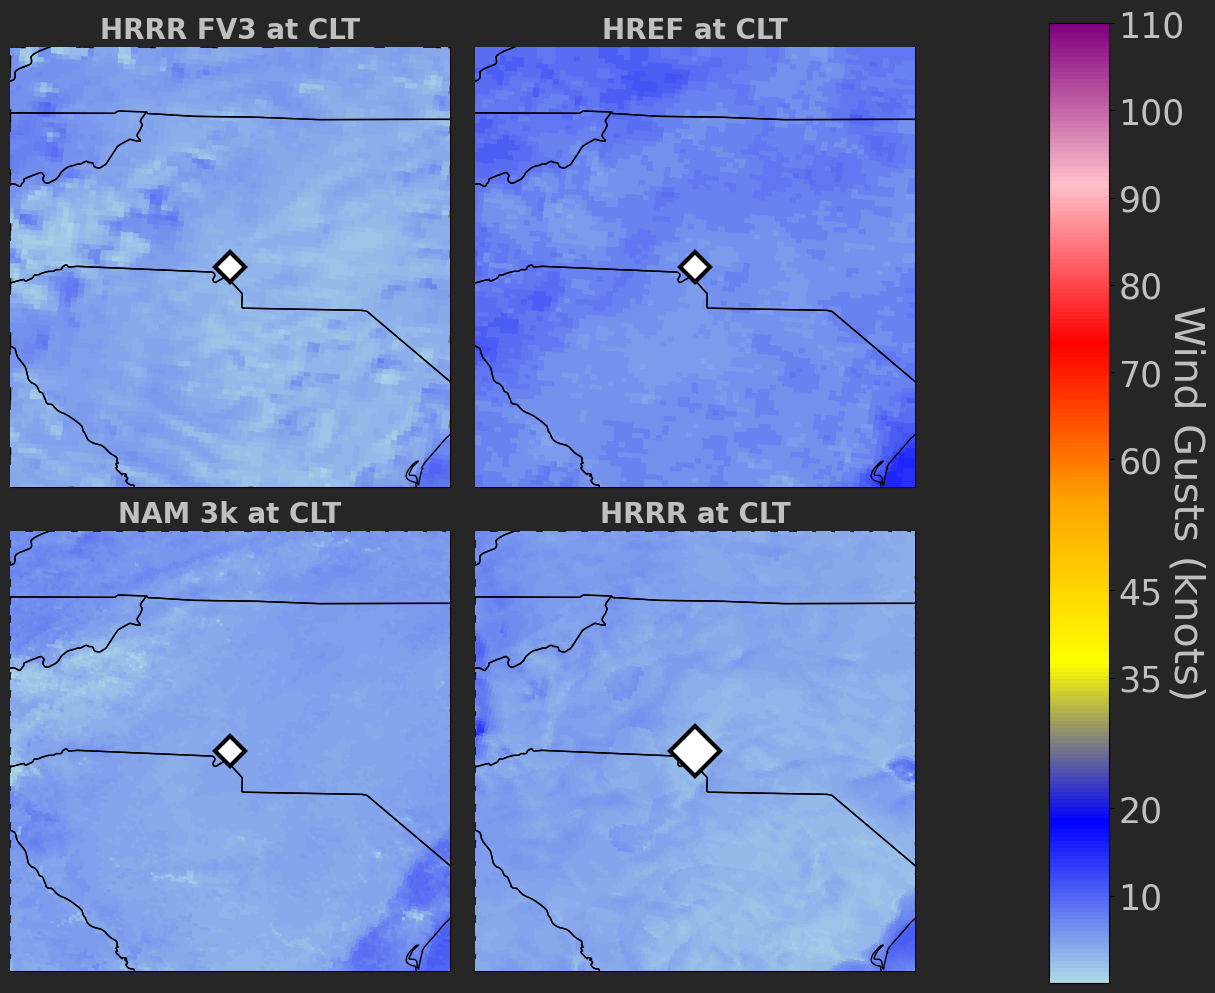 HRRR FV3 at CLT
HREF at CLT
NAM 3k at CLT
HRRR at CLT
110
100
90
80
70
60
45
35
20
10
Wind Gusts (knots)